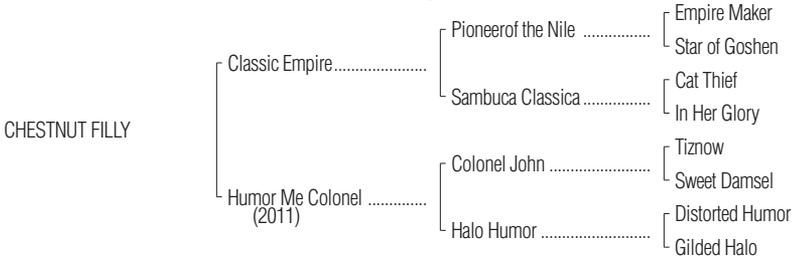 Empire Maker
Pioneerof the Nile ................
Star of Goshen
Classic Empire......................
Cat Thief
Sambuca Classica ................
In Her Glory
CHESTNUT FILLY
Tiznow
Colonel John ........................
Sweet Damsel
Humor Me Colonel ..............
(2011)
Distorted Humor
Halo Humor ..........................
Gilded Halo